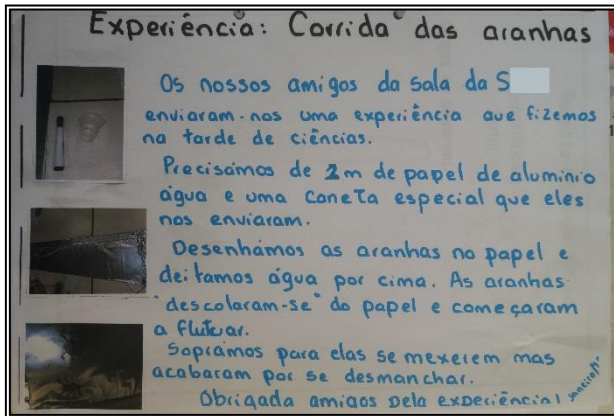 Experiência: Corrida das aranhas
Os nossos amigos da sala da S
enviaram-nos uma experiência que fizemos
na tarde de ciências.
Precisámos de 2m de papel de alumínio
água e uma caneta especial que eles
nos enviaram.
Desenhámos as aranhas no papel e
deitamos água por cima. As aranhas
"descolaram-se" do papel e começaram
a flutuar.
Soprámos para elas se mexerem mas
acabaram por se desmanchar.
Obrigada amigos pela experiência!